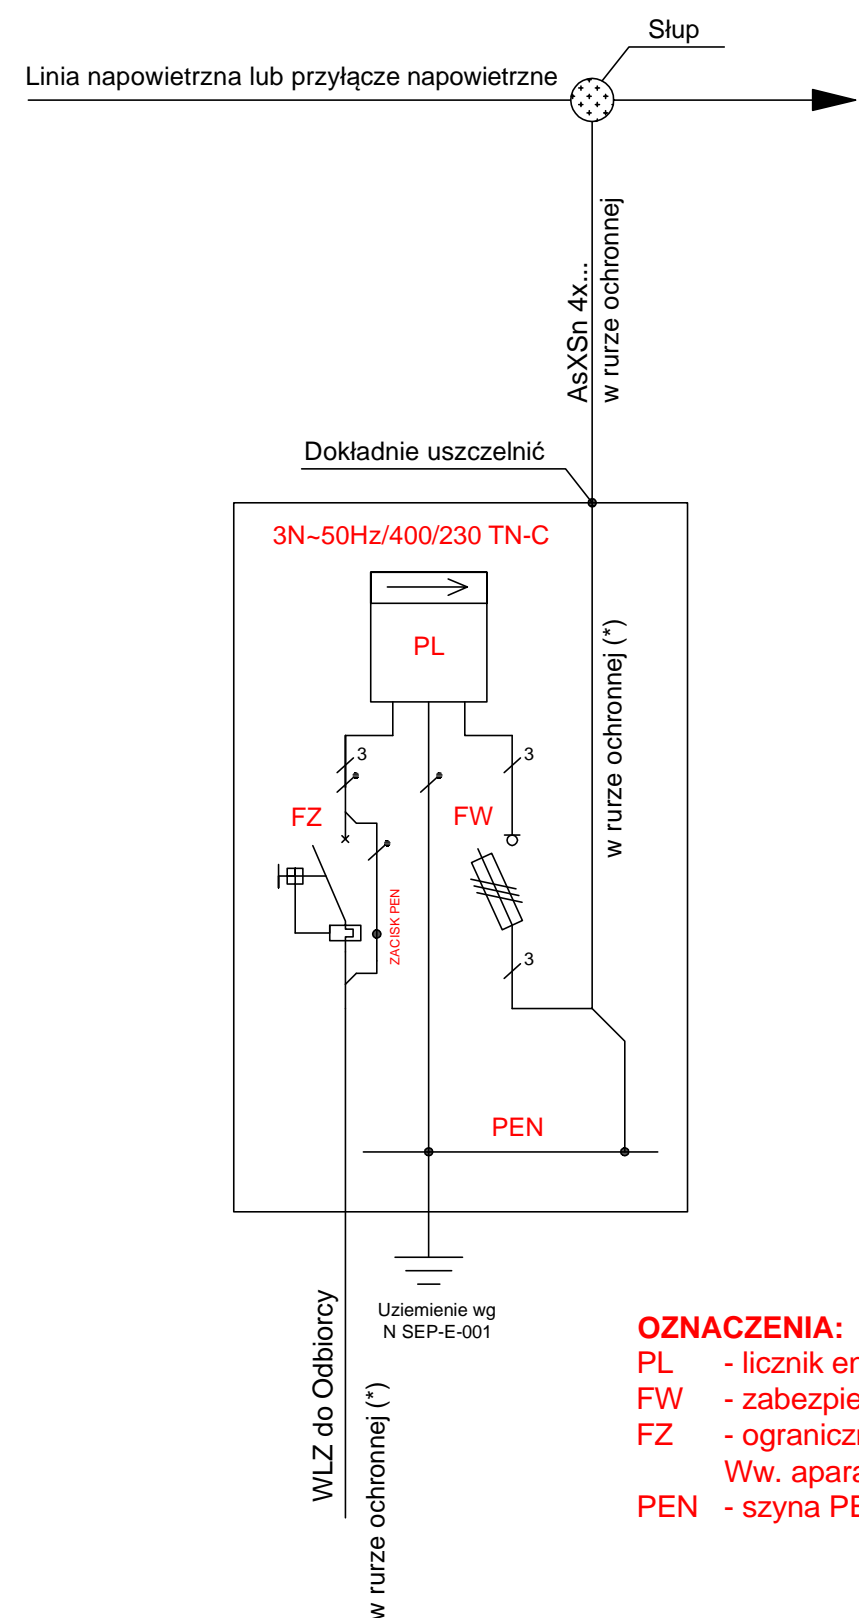 Słup
Linia napowietrzna lub przyłącze napowietrzne
AsXSn 4x...
w rurze ochronnej
Dokładnie uszczelnić
3N~50Hz/400/230 TN-C
PL
w rurze ochronnej (*)
3
3
FZ
FW
ZACISK PEN
3
PEN
Uziemienie wg
N SEP-E-001
WLZ do Odbiorcy
w rurze ochronnej (*)
OZNACZENIA:
PL - licznik
FW -
FZ -
Ww.
PEN - szyna